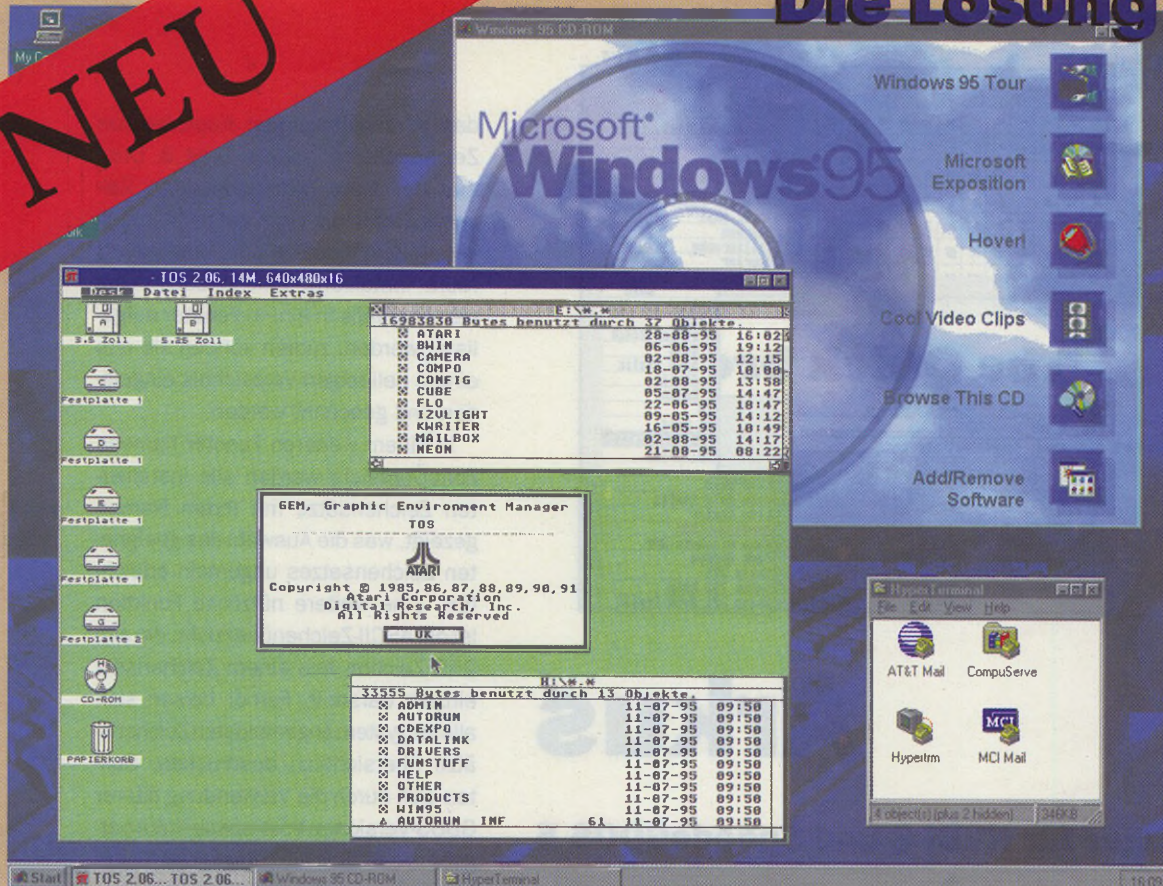 NEU
Die Lösung
My
Windows 95 CD-ROM
Microsoft
Windows 95
Windows 95 Tour
Microsoft
Exposition
Hover!
Cool Video Clips
Browse This CD
Add/Remove
Software
- TOS 2.06, 14M, 640x480x16
Desk Datei Index Extras
A
3.5 Zoll
B
5.25 Zoll
C
Festplatte 1
D
Festplatte 1
E
Festplatte 1
F
Festplatte 1
G
Festplatte 2
H
CD-ROM
PAPIERKORB
E:\*.*
16983830 Bytes benutzt durch 37 Objekte.
ATARI 28-08-95 16:02
BWIN 06-06-95 19:12
CAMERA 02-08-95 12:15
COMPO 18-07-95 10:00
CONFIG 02-08-95 13:58
CUBE 05-07-95 14:47
FLO 22-06-95 18:47
IZVLIGHT 09-05-95 14:12
KWRITER 16-05-95 10:49
MAILBOX 02-08-95 14:17
NEON 21-08-95 08:22
GEM, Graphic Environment Manager
TOS
ATARI
Copyright © 1985,86,87,88,89,90,91
Atari Corporation
Digital Research, Inc.
All Rights Reserved
OK
H:\*.*
33555 Bytes benutzt durch 13 Objekte.
ADMIN 11-07-95 09:50
AUTORUN 11-07-95 09:50
CDEXPO 11-07-95 09:50
DATALINK 11-07-95 09:50
DRIVERS 11-07-95 09:50
FUNSTUFF 11-07-95 09:50
HELP 11-07-95 09:50
OTHER 11-07-95 09:50
PRODUCTS 11-07-95 09:50
WIN95 11-07-95 09:50
AUTORUN INF 61 11-07-95 09:50
HyperTerminal
File Edit View Help
AT&T Mail
CompuServe
Hypertrm
MCI
MCI Mail
4 object(s) (plus 2 hidden) 346KB
Start TOS 2.06... TOS 2.06... Windows 95 CD-ROM HyperTerminal 16:09